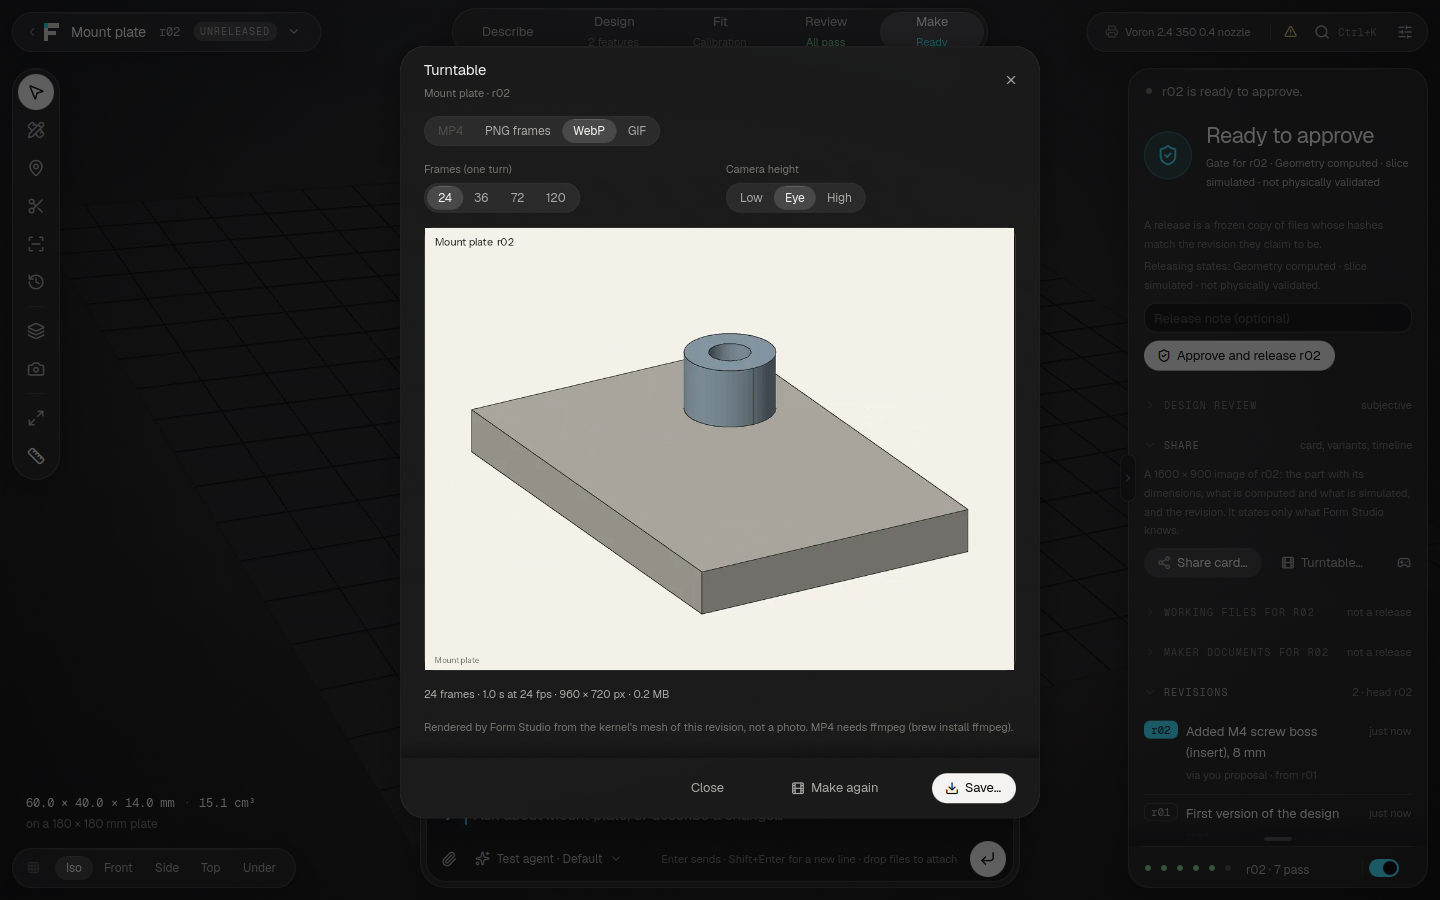 Mount plate r02 UNRELEASED
Describe
Design
2 features
Fit
Calibration
Review
All pass
Make
Ready
Voron 2.4 350 0.4 nozzle
Ctrl+K
Turntable
Mount plate · r02
MP4 PNG frames WebP GIF
Frames (one turn)
24 36 72 120
Camera height
Low Eye High
Mount plate r02
Mount plate
24 frames · 1.0 s at 24 fps · 960 × 720 px · 0.2 MB
Rendered by Form Studio from the kernel's mesh of this revision, not a photo. MP4 needs ffmpeg (brew install ffmpeg).
Close Make again Save…
r02 is ready to approve.
Ready to approve
Gate for r02 · Geometry computed · slice
simulated · not physically validated
A release is a frozen copy of files whose hashes
match the revision they claim to be.
Releasing states: Geometry computed · slice
simulated · not physically validated.
Release note (optional)
Approve and release r02
DESIGN REVIEW subjective
SHARE card, variants, timeline
A 1600 × 900 image of r02: the part with its
dimensions, what is computed and what is simulated,
and the revision. It states only what Form Studio
knows.
Share card… Turntable…
WORKING FILES FOR R02 not a release
MAKER DOCUMENTS FOR R02 not a release
REVISIONS 2 · head r02
r02 Added M4 screw boss just now
(insert), 8 mm
via you proposal · from r01
r01 First version of the design just now
r02 · 7 pass
60.0 × 40.0 × 14.0 mm · 15.1 cm³
on a 180 × 180 mm plate
Iso Front Side Top Under
Test agent · Default
Enter sends · Shift+Enter for a new line · drop files to attach